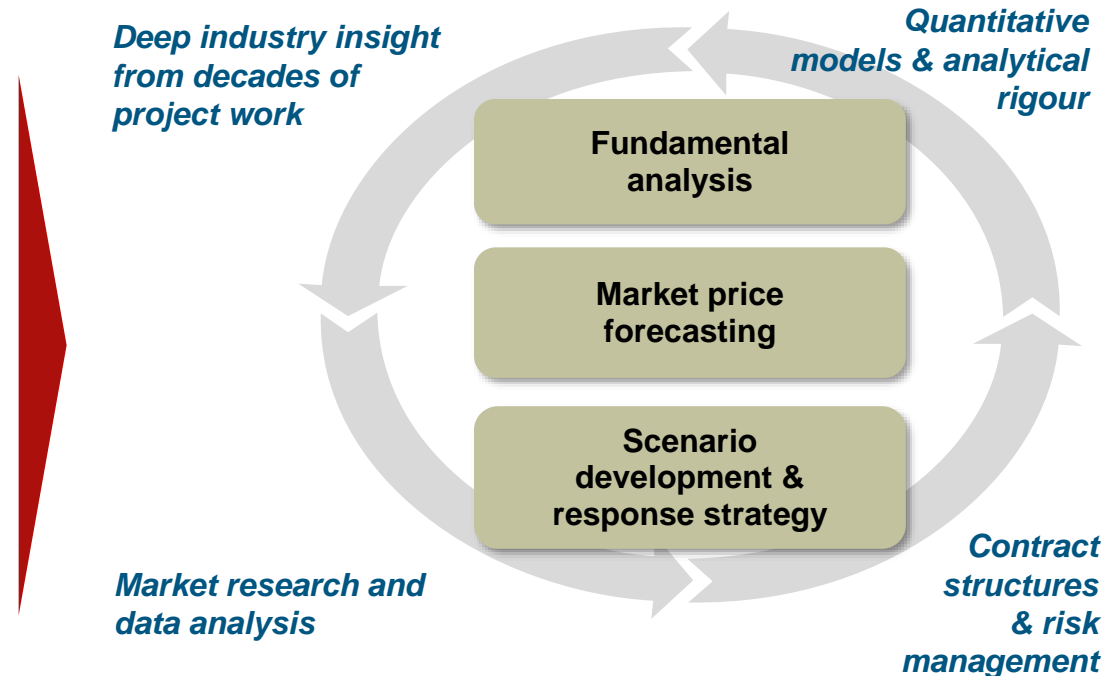 Deep industry insight
from decades of
project work
Quantitative
models & analytical
rigour
Fundamental
analysis
Market price
forecasting
Scenario
development &
response strategy
Market research and
data analysis
Contract
structures
& risk
management